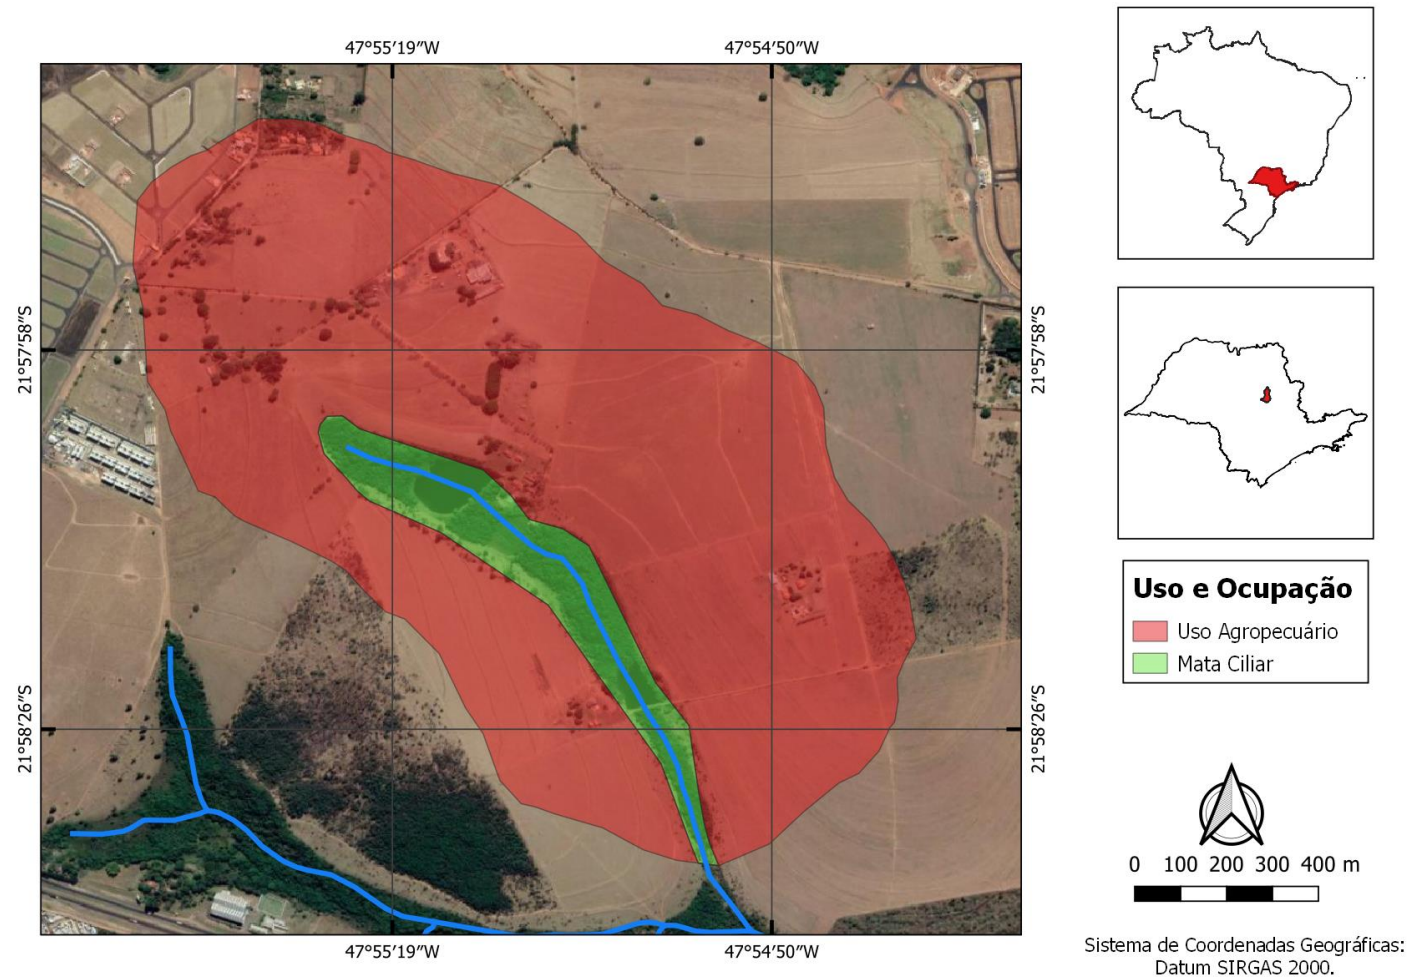 47°55′19″W
47°54′50″W
21°57′58″S
21°57′58″S
Uso e Ocupação
Uso Agropecuário
Mata Ciliar
21°58′26″S
21°58′26″S
0 100 200 300 400 m
47°55′19″W
47°54′50″W
Sistema de Coordenadas Geográficas:
Datum SIRGAS 2000.